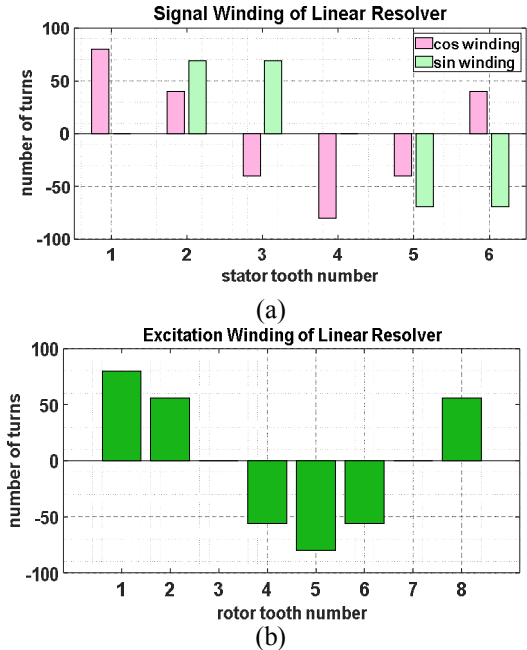 Signal Winding of Linear Resolver
100
50
0
-50
-100
number of turns
cos winding
sin winding
1 2 3 4 5 6
stator tooth number
(a)
Excitation Winding of Linear Resolver
100
50
0
-50
-100
number of turns
1 2 3 4 5 6 7 8
rotor tooth number
(b)